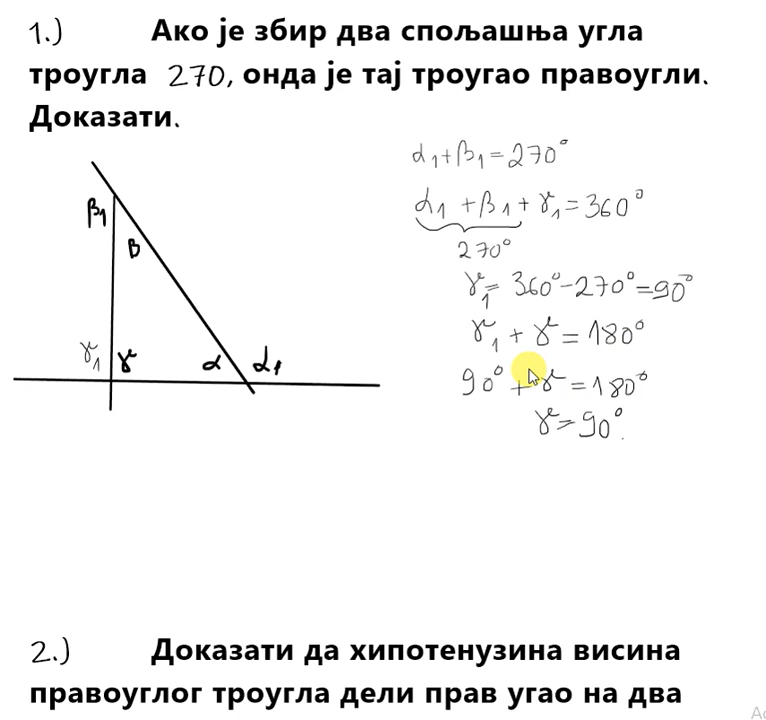 1.) Ако је збир два спољашња угла
троугла 270, онда је тај троугао правоугли.
Доказати.
α₁+β₁=270°
α₁+β₁+γ₁=360°
270°
γ₁=360°-270°=90°
γ₁+γ=180°
90°+γ=180°
γ=90°.
β₁
β
γ₁ γ α α₁
2.) Доказати да хипотенузина висина
правоуглог троугла дели прав угао на два